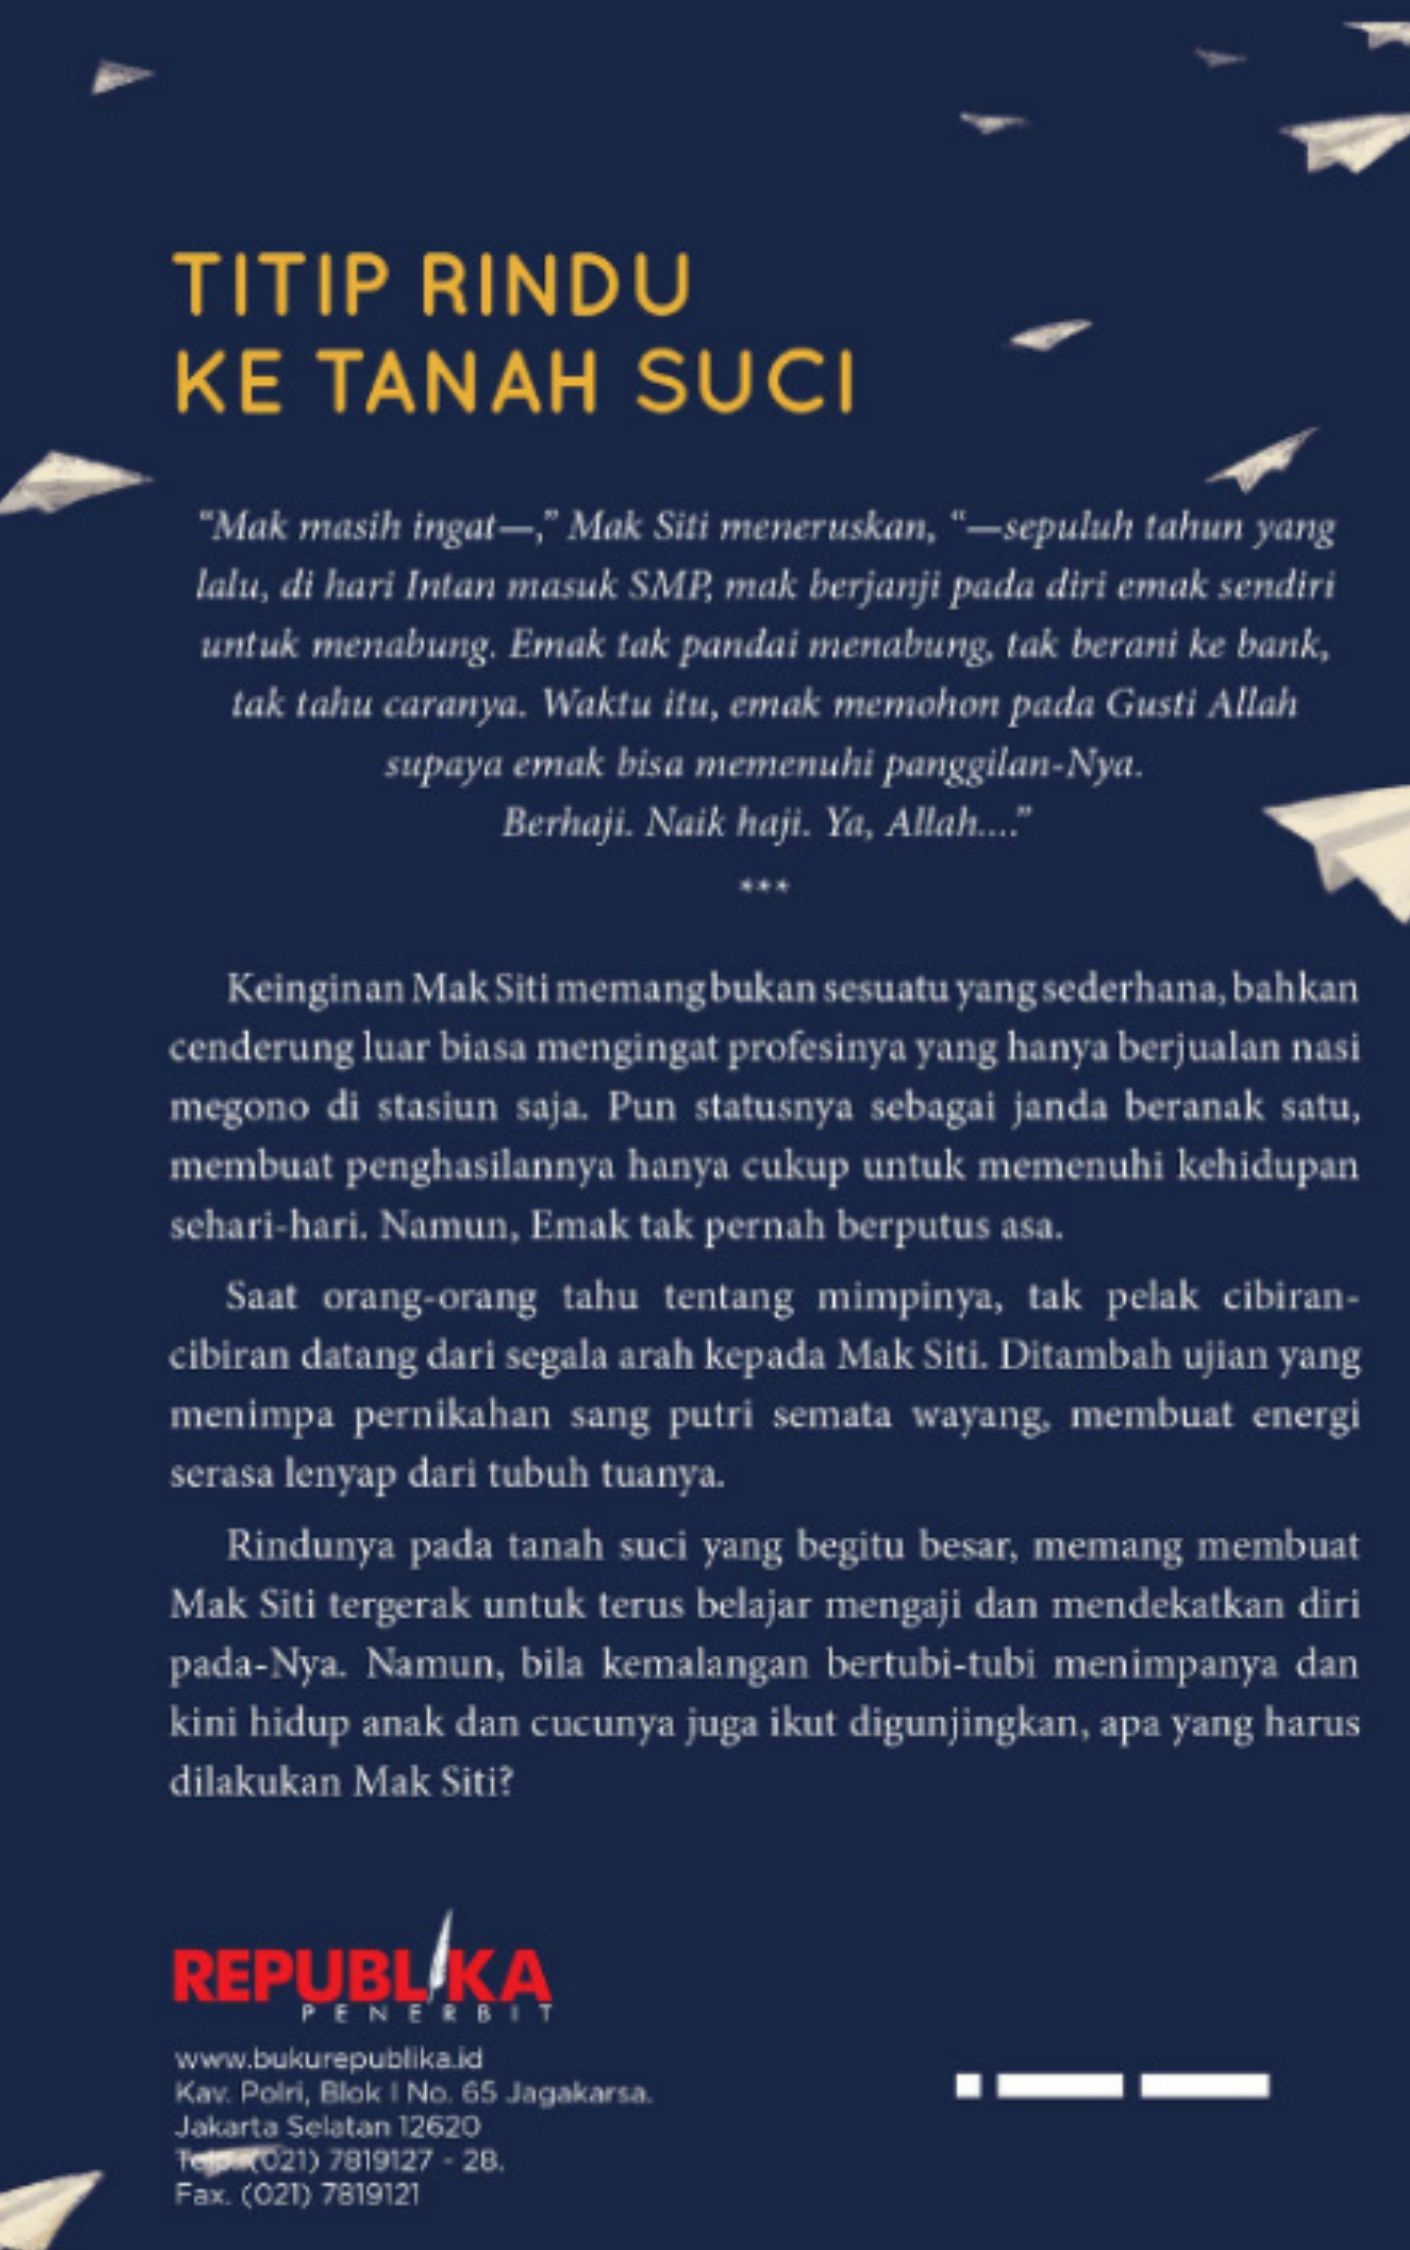 TITIP RINDU
KE TANAH SUCI
“Mak masih ingat—,” Mak Siti meneruskan, “—sepuluh tahun yang
lalu, di hari Intan masuk SMP, mak berjanji pada diri emak sendiri
untuk menabung. Emak tak pandai menabung, tak berani ke bank,
tak tahu caranya. Waktu itu, emak memohon pada Gusti Allah
supaya emak bisa memenuhi panggilan-Nya.
Berhaji. Naik haji. Ya, Allah....”
***
Keinginan Mak Siti memang bukan sesuatu yang sederhana, bahkan
cenderung luar biasa mengingat profesinya yang hanya berjualan nasi
megono di stasiun saja. Pun statusnya sebagai janda beranak satu,
membuat penghasilannya hanya cukup untuk memenuhi kehidupan
sehari-hari. Namun, Emak tak pernah berputus asa.
Saat orang-orang tahu tentang mimpinya, tak pelak cibiran-
cibiran datang dari segala arah kepada Mak Siti. Ditambah ujian yang
menimpa pernikahan sang putri semata wayang, membuat energi
serasa lenyap dari tubuh tuanya.
Rindunya pada tanah suci yang begitu besar, memang membuat
Mak Siti tergerak untuk terus belajar mengaji dan mendekatkan diri
pada-Nya. Namun, bila kemalangan bertubi-tubi menimpanya dan
kini hidup anak dan cucunya juga ikut digunjingkan, apa yang harus
dilakukan Mak Siti?
REPUBLIKA
PENERBIT
www.bukurepublika.id
Kav. Polri, Blok I No. 65 Jagakarsa.
Jakarta Selatan 12620
Telp. (021) 7819127 - 28.
Fax. (021) 7819121